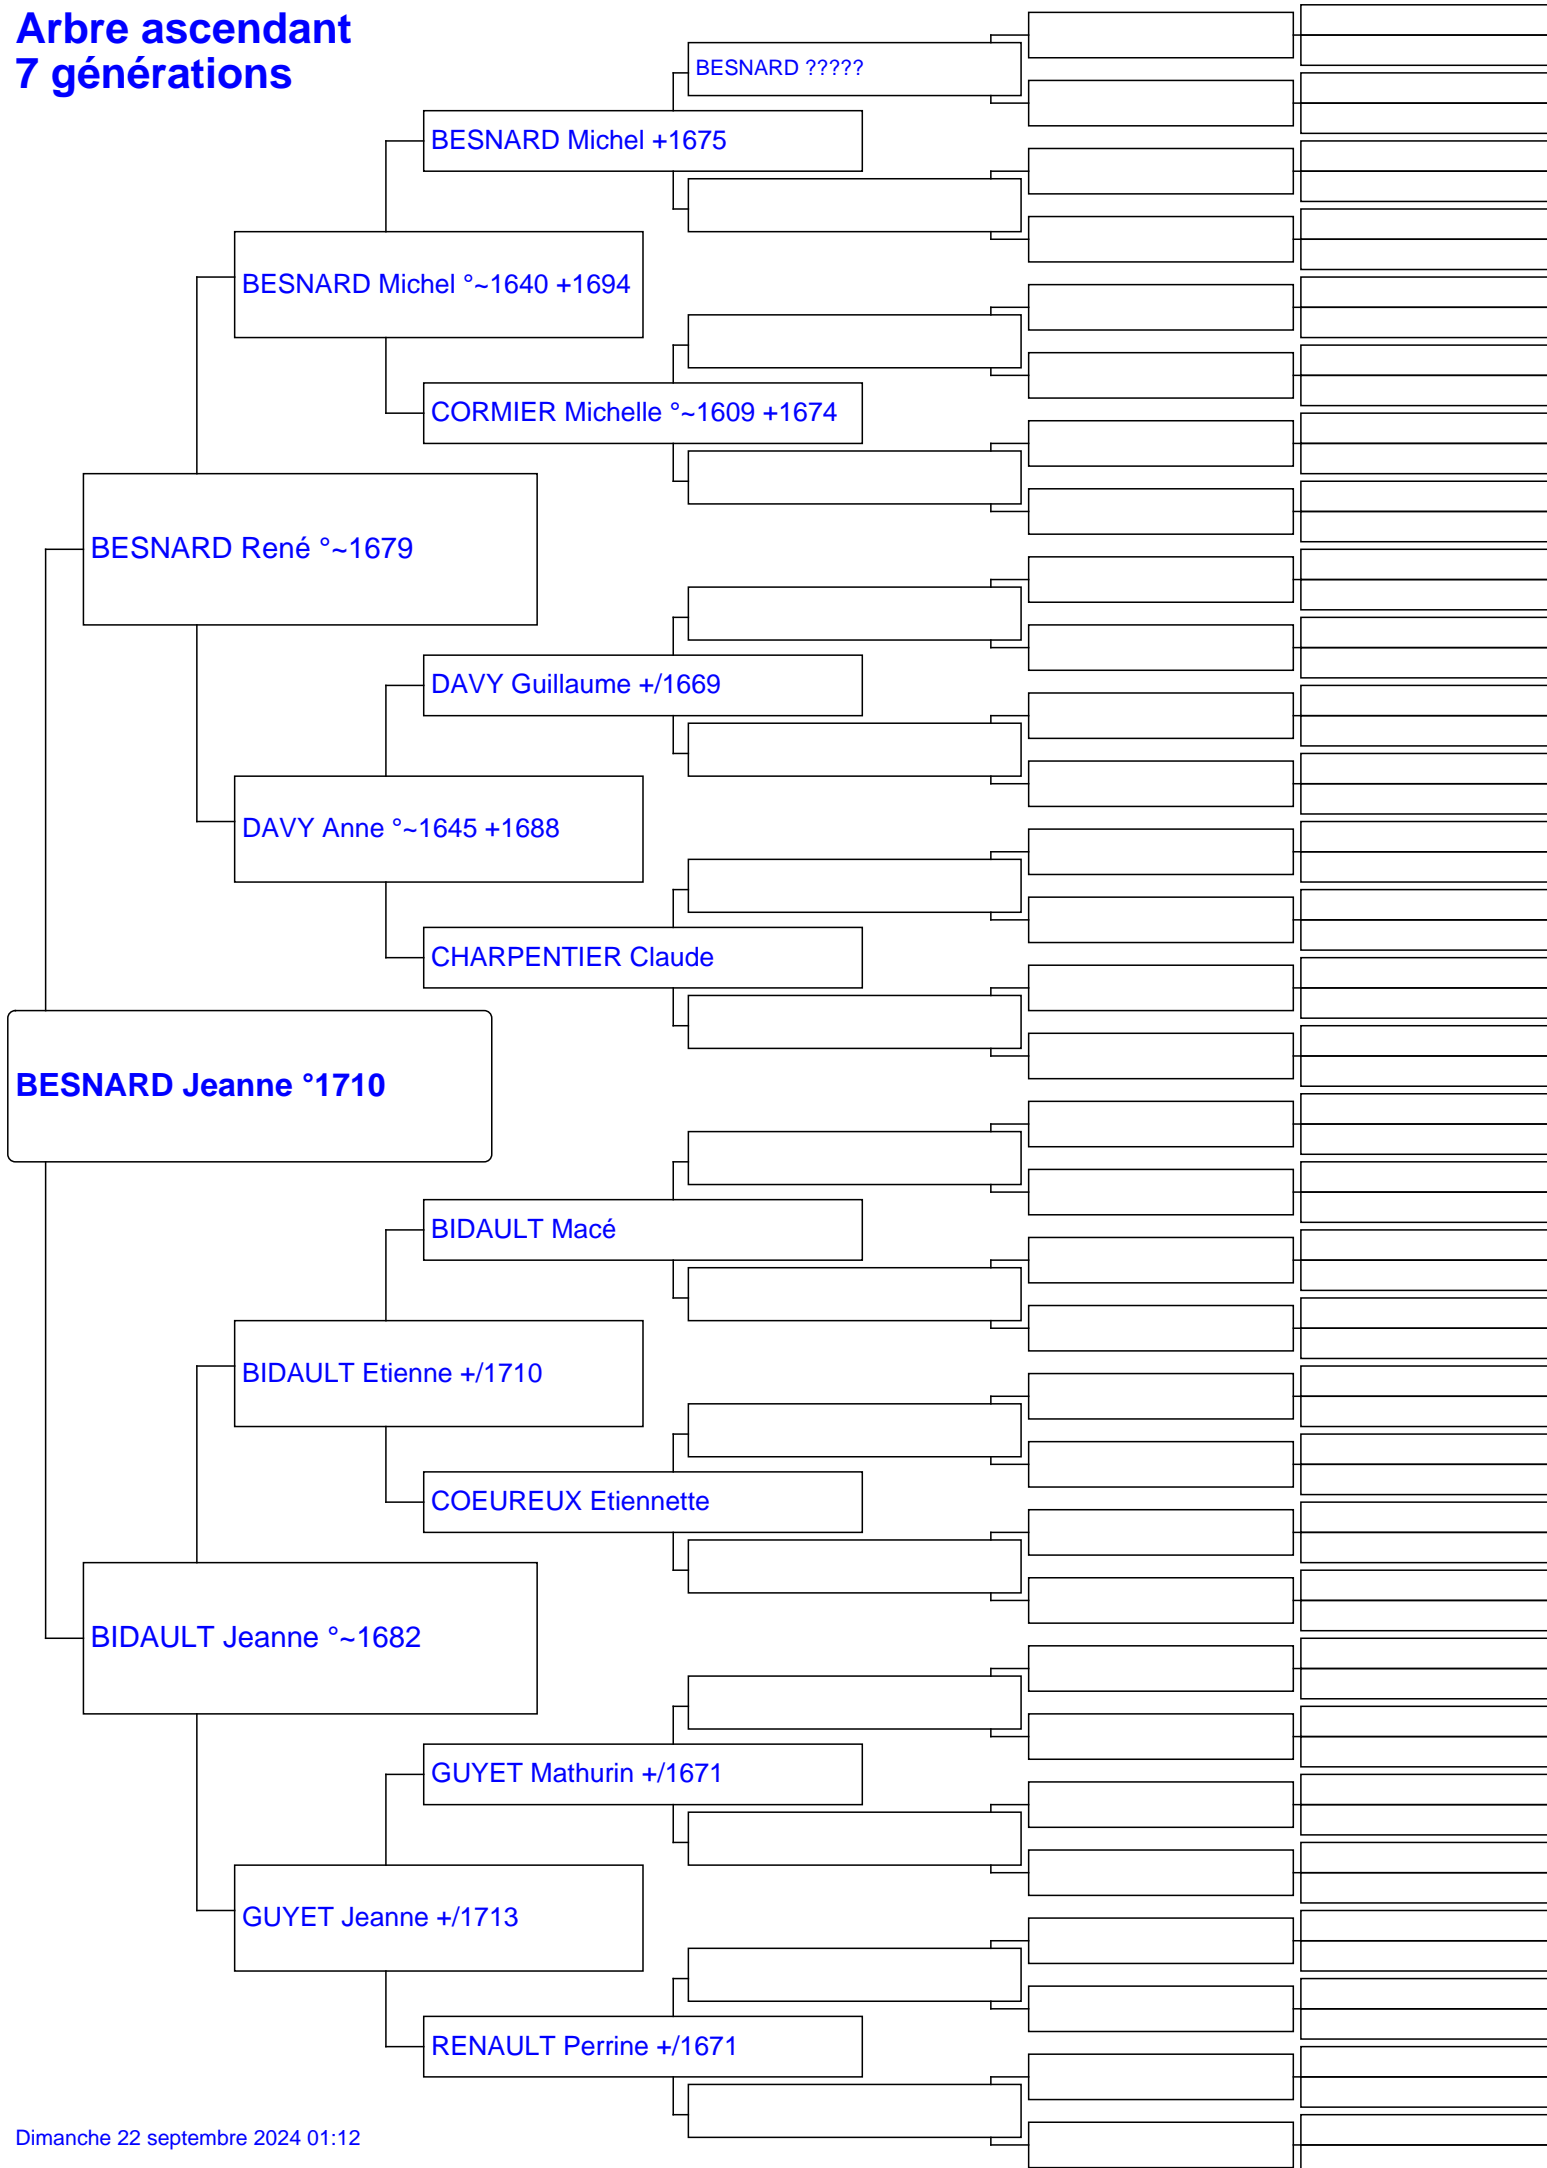 Arbre ascendant
7 générations
BESNARD ?????
BESNARD Michel +1675
BESNARD Michel °~1640 +1694
CORMIER Michelle °~1609 +1674
BESNARD René °~1679
DAVY Guillaume +/1669
DAVY Anne °~1645 +1688
CHARPENTIER Claude
BESNARD Jeanne °1710
BIDAULT Macé
BIDAULT Etienne +/1710
COEUREUX Etiennette
BIDAULT Jeanne °~1682
GUYET Mathurin +/1671
GUYET Jeanne +/1713
RENAULT Perrine +/1671
Dimanche 22 septembre 2024 01:12